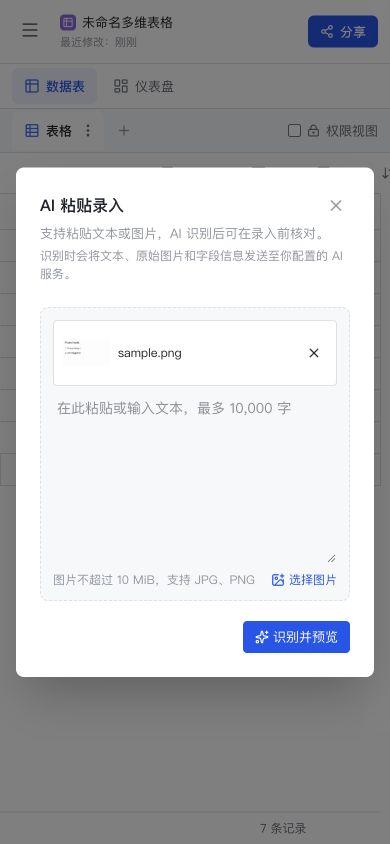 未命名多维表格
最近修改：刚刚
分享
数据表
仪表盘
表格
权限视图
AI 粘贴录入
支持粘贴文本或图片，AI 识别后可在录入前核对。
识别时会将文本、原始图片和字段信息发送至你配置的 AI
服务。
sample.png
在此粘贴或输入文本，最多 10,000 字
图片不超过 10 MiB，支持 JPG、PNG
选择图片
识别并预览
7 条记录